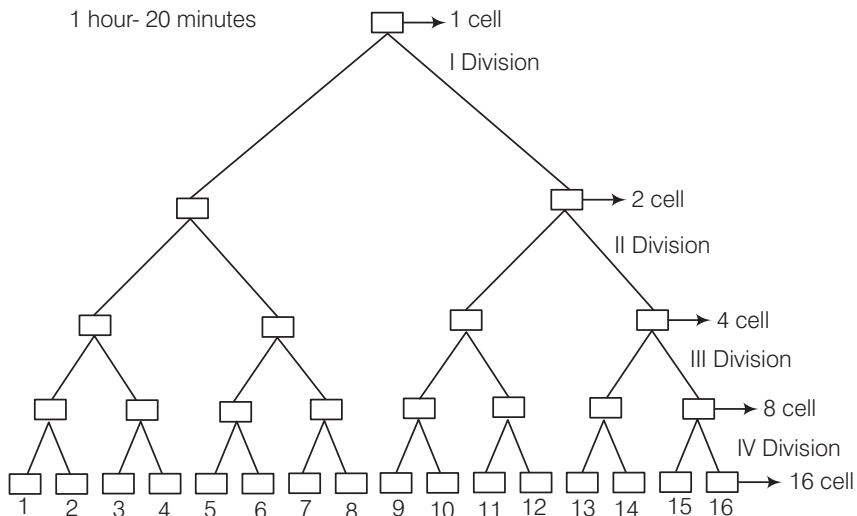 1 hour- 20 minutes
1 cell
I Division
2 cell
II Division
4 cell
III Division
8 cell
IV Division
16 cell
1 2 3 4 5 6 7 8 9 10 11 12 13 14 15 16